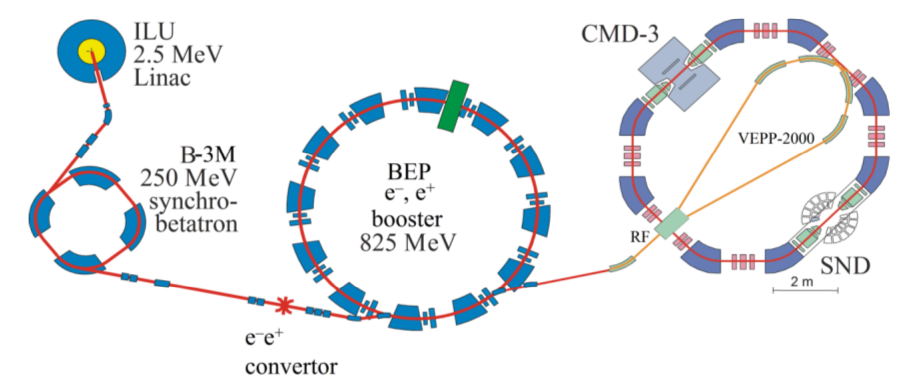 ILU
2.5 MeV
Linac
B-3M
250 MeV
synchro-
betatron
e⁻e⁺
convertor
BEP
e⁻, e⁺
booster
825 MeV
CMD-3
VEPP-2000
RF
SND
2 m